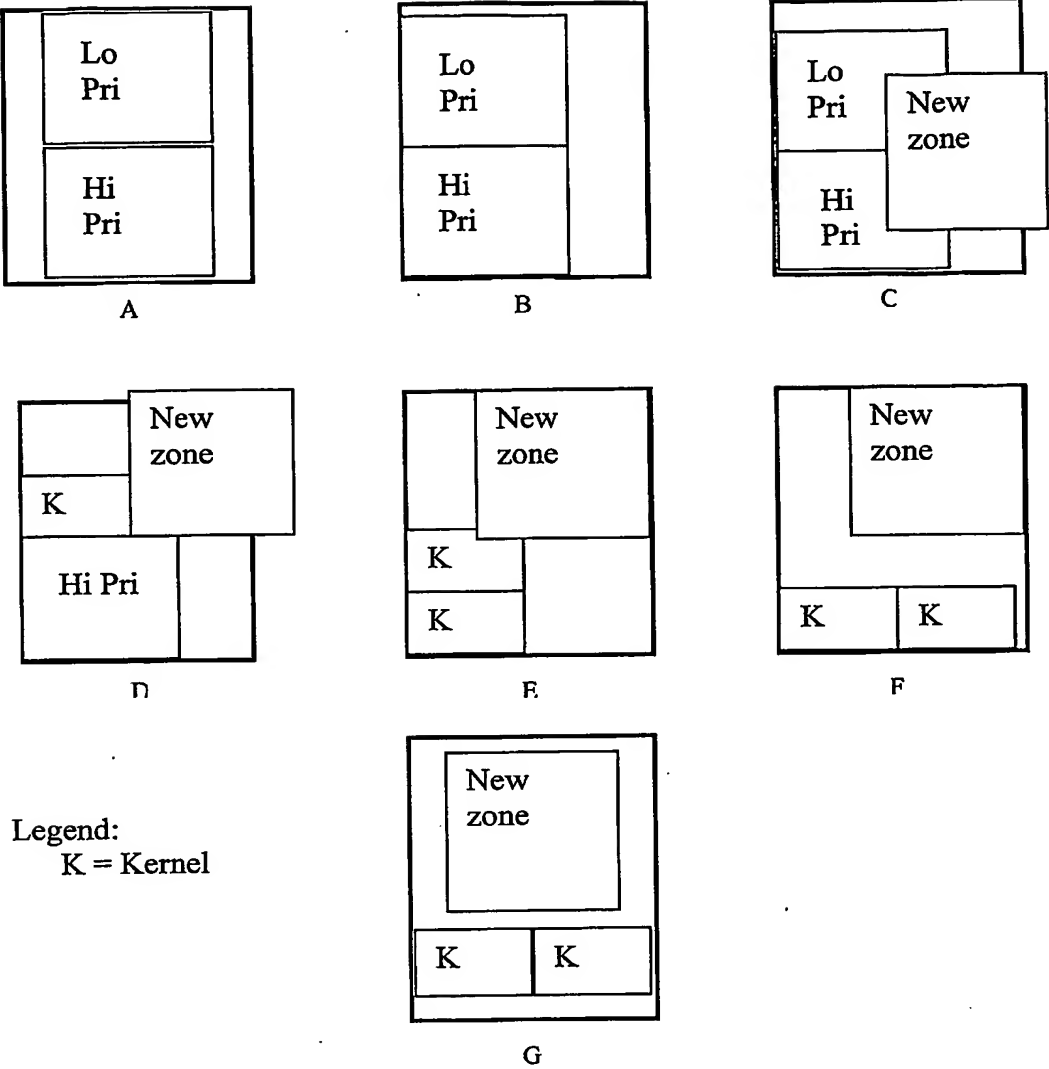 Lo
Pri
Hi
Pri
A
Lo
Pri
Hi
Pri
B
Lo
Pri
New
zone
Hi
Pri
C
New
zone
K
Hi Pri
D
New
zone
K
K
E
New
zone
K
K
F
New
zone
K
K
G
Legend:
K = Kernel